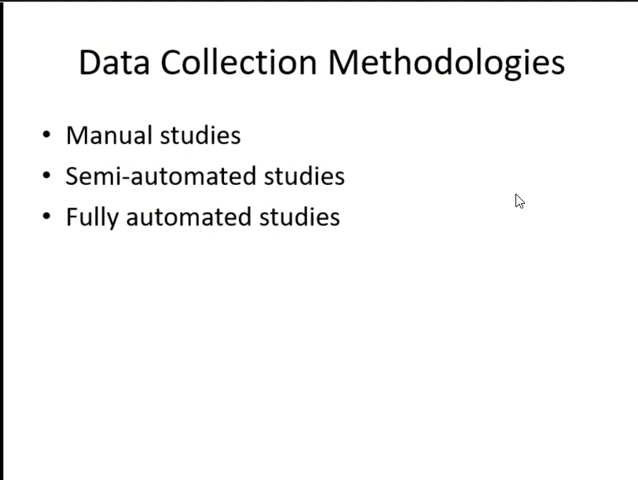 Data Collection Methodologies
• Manual studies
• Semi-automated studies
• Fully automated studies